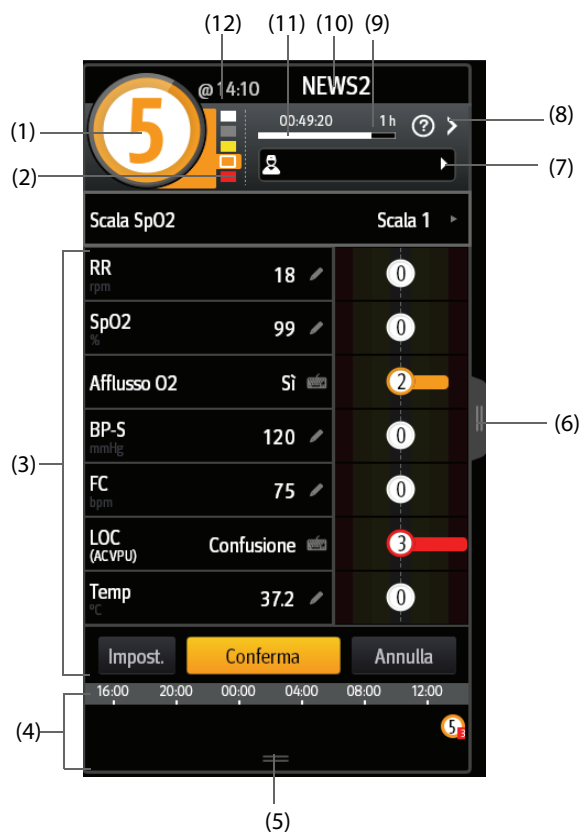 (12) (11) (10) (9)
@14:10 NEWS2
(1) 5 00:49:20 1 h ? (8)
(2) (7)
Scala SpO2 Scala 1
RR 18 0
rpm
SpO2 99 0
%
Afflusso O2 Sì 2
(6)
BP-S 120 0
mmHg
(3)
FC 75 0
bpm
LOC Confusione 3
(ACVPU)
Temp 37.2 0
°C
Impost. Conferma Annulla
16:00 20:00 00:00 04:00 08:00 12:00
(4) 5 3
(5)